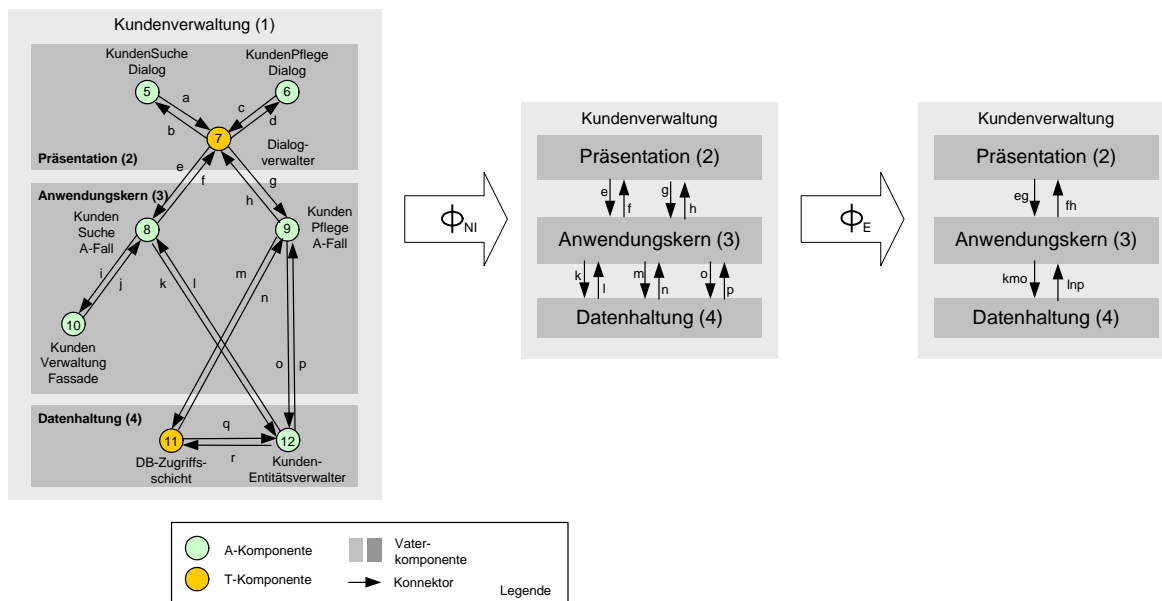 Kundenverwaltung (1)
KundenSuche
Dialog
KundenPflege
Dialog
5
6
a
b
c
d
7
Präsentation (2)
Dialog-
verwalter
e
f
g
h
Anwendungskern (3)
Kunden
Suche
A-Fall
8
9
Kunden
Pflege
A-Fall
i
j
k
l
m
n
10
Kunden
Verwaltung
Fassade
o
p
Datenhaltung (4)
11
q
r
12
DB-Zugriffs-
schicht
Kunden-
Entitätsverwalter
ΦNI
Kundenverwaltung
Präsentation (2)
e
f
g
h
Anwendungskern (3)
k
l
m
n
o
p
Datenhaltung (4)
ΦE
Kundenverwaltung
Präsentation (2)
eg
fh
Anwendungskern (3)
kmo
lnp
Datenhaltung (4)
A-Komponente
T-Komponente
Vater-
komponente
Konnektor
Legende